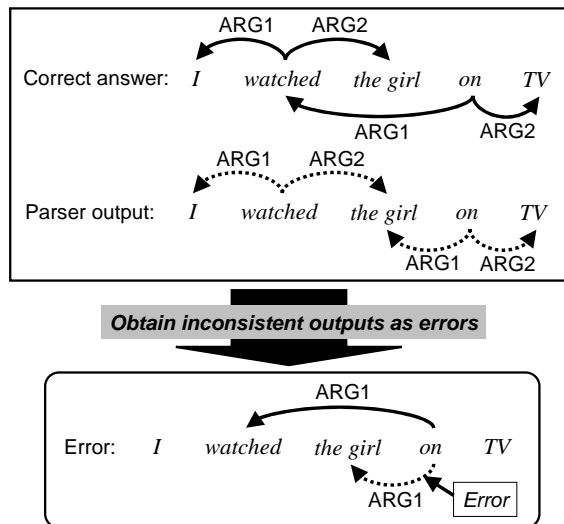 ARG1 ARG2
Correct answer: I watched the girl on TV
ARG1 ARG2
ARG1 ARG2
Parser output: I watched the girl on TV
ARG1 ARG2
Obtain inconsistent outputs as errors
ARG1
Error: I watched the girl on TV
ARG1 Error